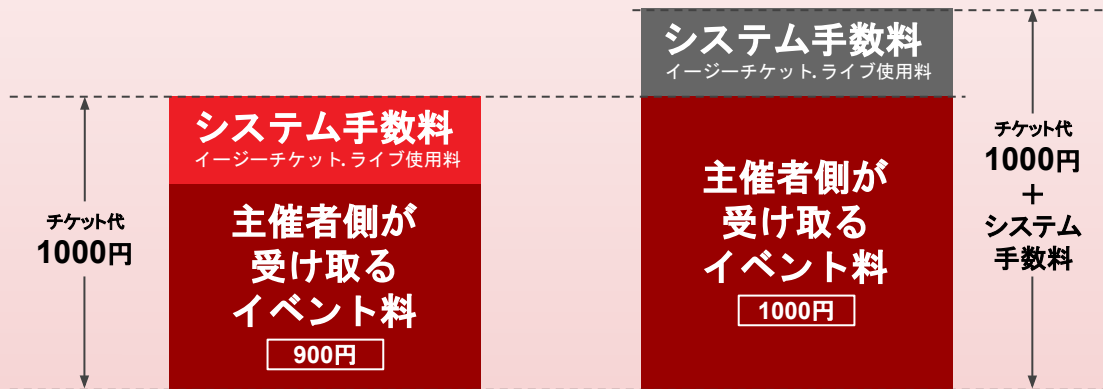 チケット代
1000円
システム手数料
イージーチケット.ライブ使用料
主催者側が
受け取る
イベント料
900円
システム手数料
イージーチケット.ライブ使用料
主催者側が
受け取る
イベント料
1000円
チケット代
1000円
＋
システム
手数料